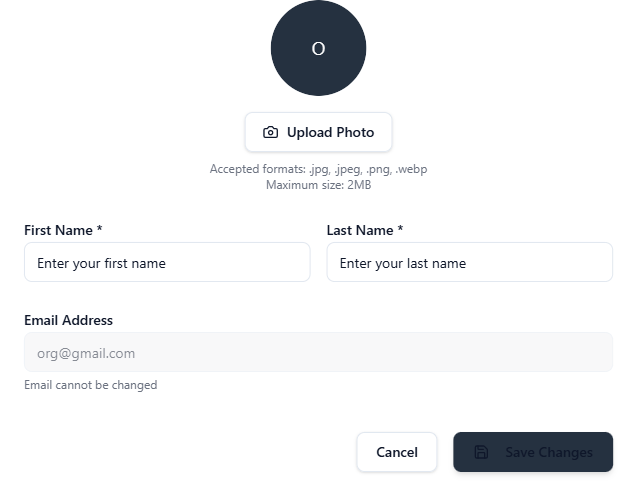 O
Upload Photo
Accepted formats: .jpg, .jpeg, .png, .webp
Maximum size: 2MB
First Name *
Last Name *
Enter your first name
Enter your last name
Email Address
org@gmail.com
Email cannot be changed
Cancel
Save Changes